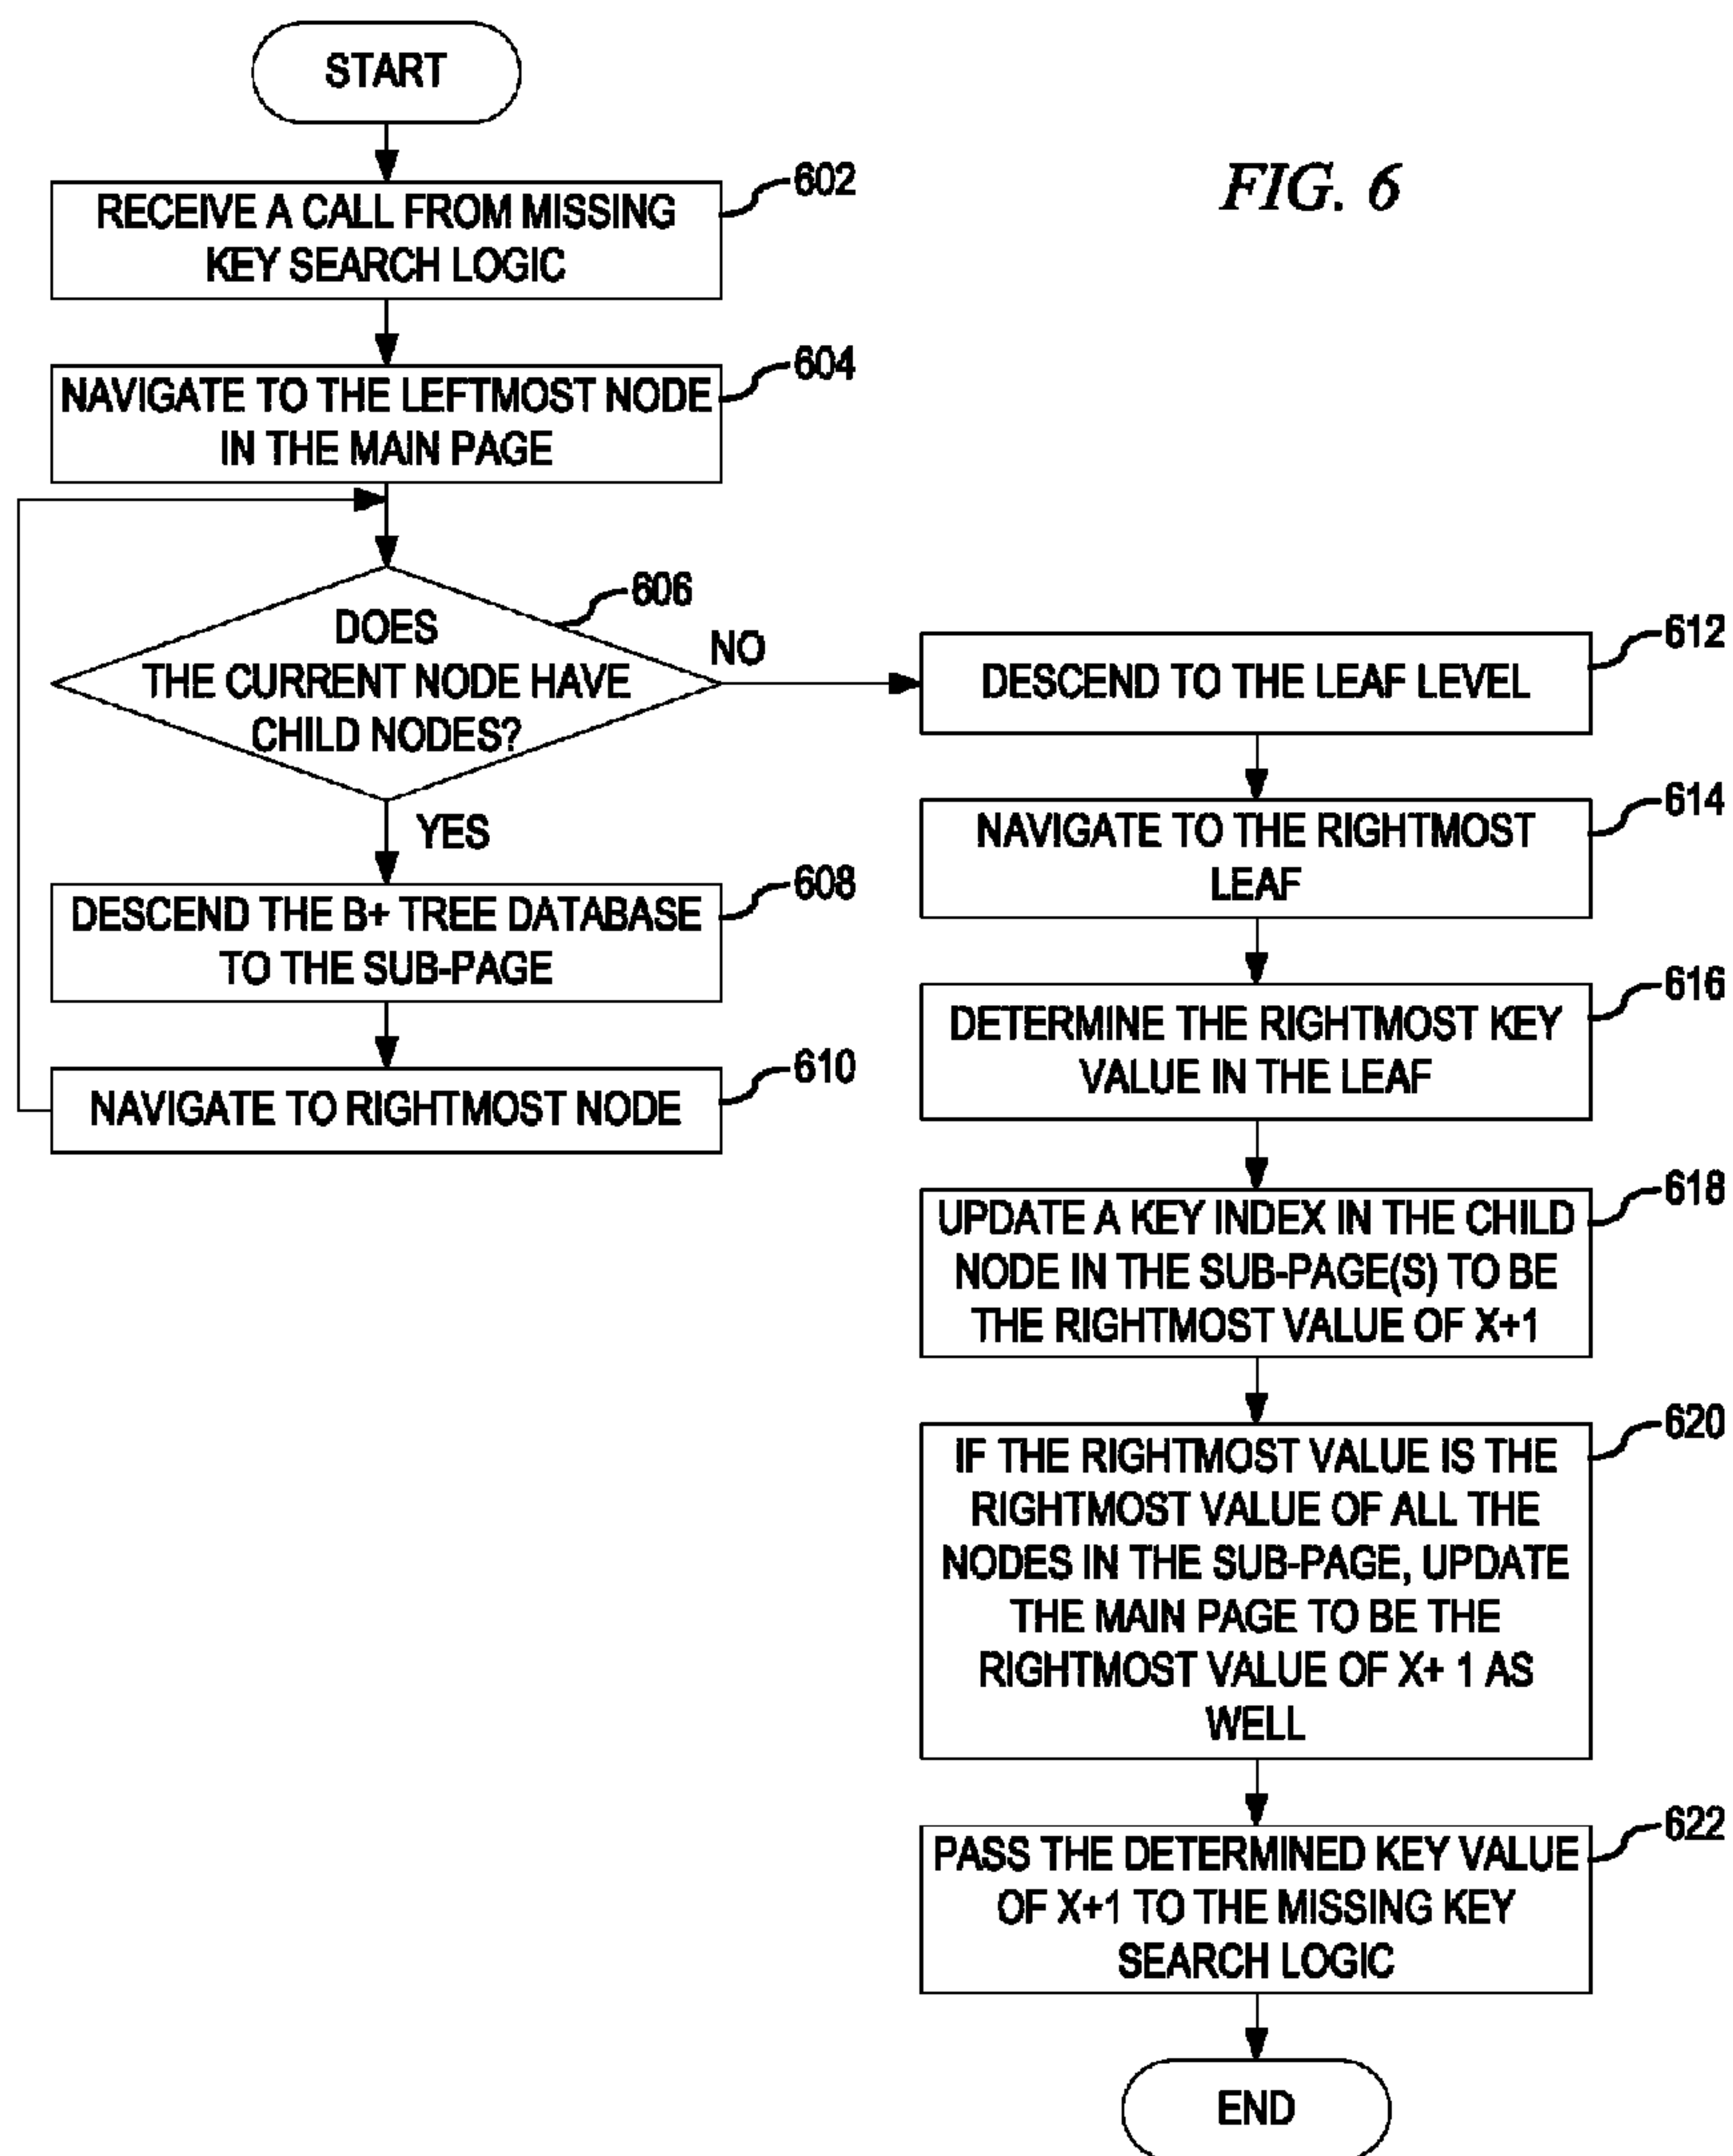 START
FIG. 6
602
RECEIVE A CALL FROM MISSING
KEY SEARCH LOGIC
604
NAVIGATE TO THE LEFTMOST NODE
IN THE MAIN PAGE
606
DOES
THE CURRENT NODE HAVE
CHILD NODES?
NO
YES
608
DESCEND THE B+ TREE DATABASE
TO THE SUB-PAGE
610
NAVIGATE TO RIGHTMOST NODE
612
DESCEND TO THE LEAF LEVEL
614
NAVIGATE TO THE RIGHTMOST
LEAF
616
DETERMINE THE RIGHTMOST KEY
VALUE IN THE LEAF
618
UPDATE A KEY INDEX IN THE CHILD
NODE IN THE SUB-PAGE(S) TO BE
THE RIGHTMOST VALUE OF X+1
620
IF THE RIGHTMOST VALUE IS THE
RIGHTMOST VALUE OF ALL THE
NODES IN THE SUB-PAGE, UPDATE
THE MAIN PAGE TO BE THE
RIGHTMOST VALUE OF X+ 1 AS
WELL
622
PASS THE DETERMINED KEY VALUE
OF X+1 TO THE MISSING KEY
SEARCH LOGIC
END